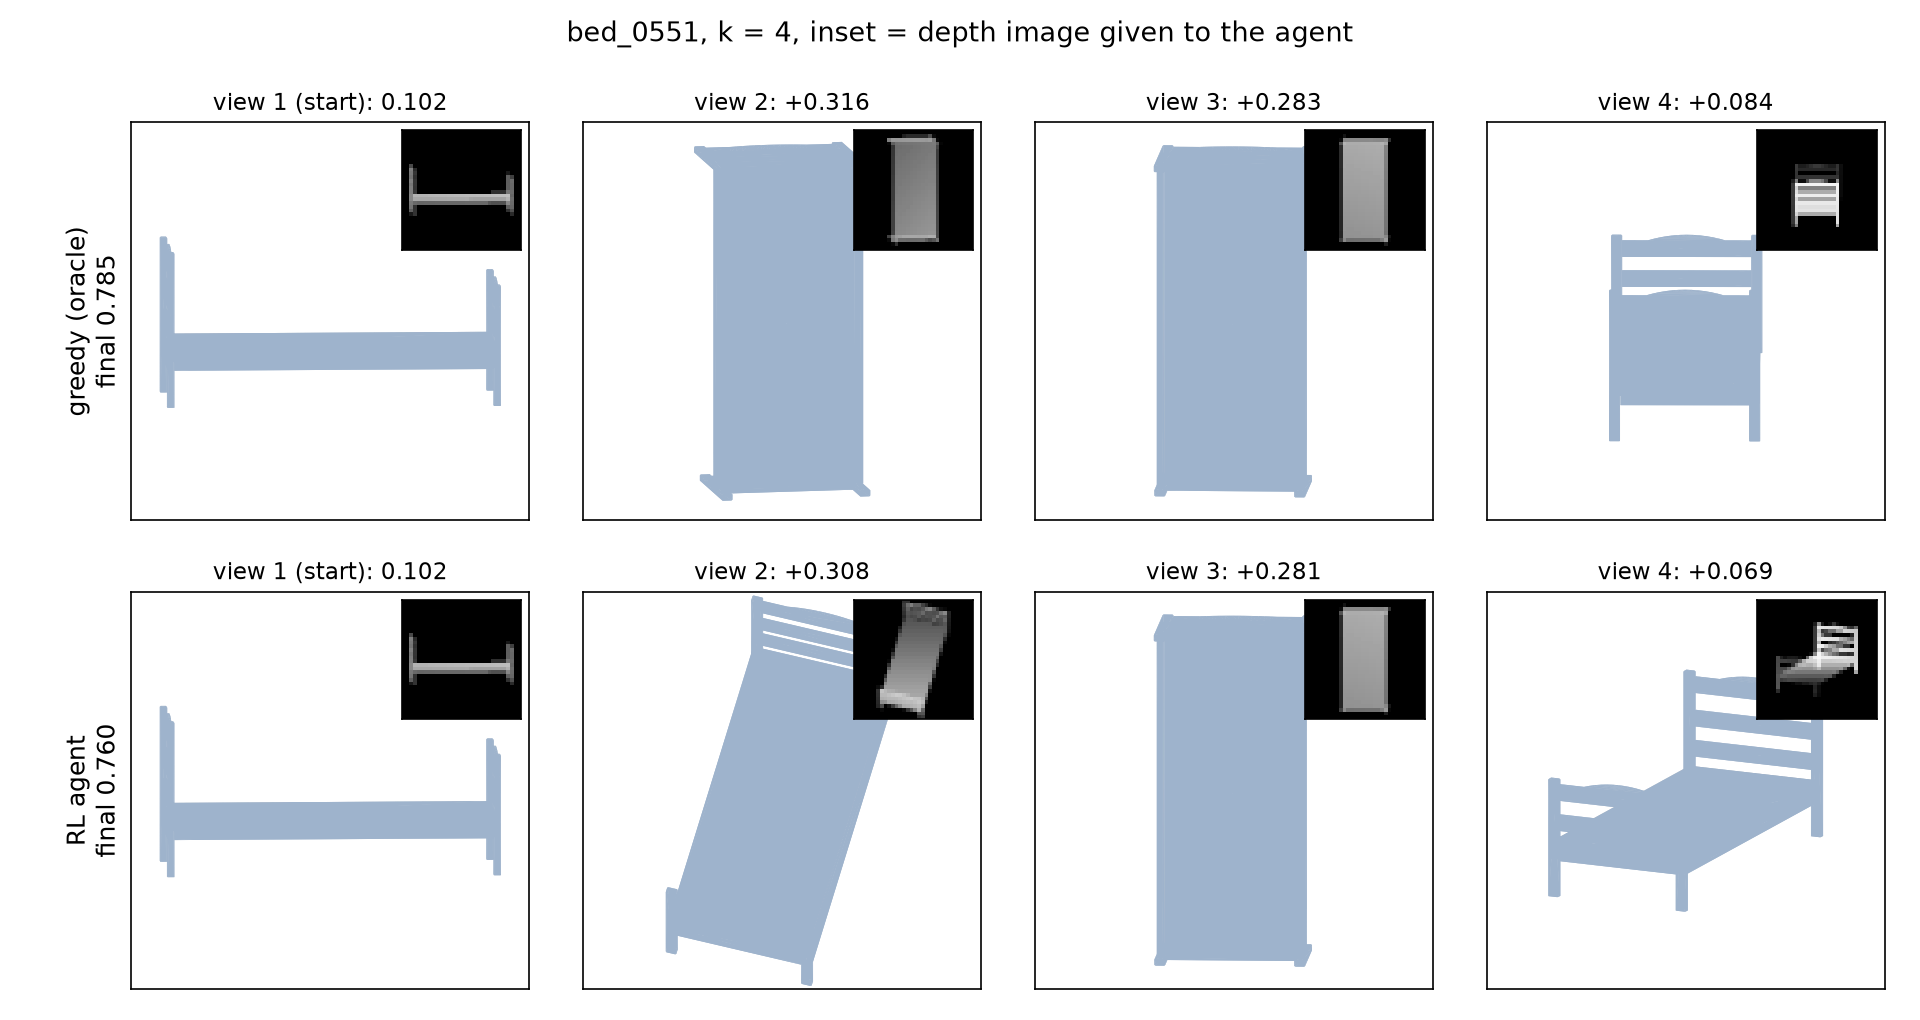 bed_0551, k = 4, inset = depth image given to the agent
view 1 (start): 0.102
view 2: +0.316
view 3: +0.283
view 4: +0.084
greedy (oracle)
final 0.785
view 1 (start): 0.102
view 2: +0.308
view 3: +0.281
view 4: +0.069
RL agent
final 0.760